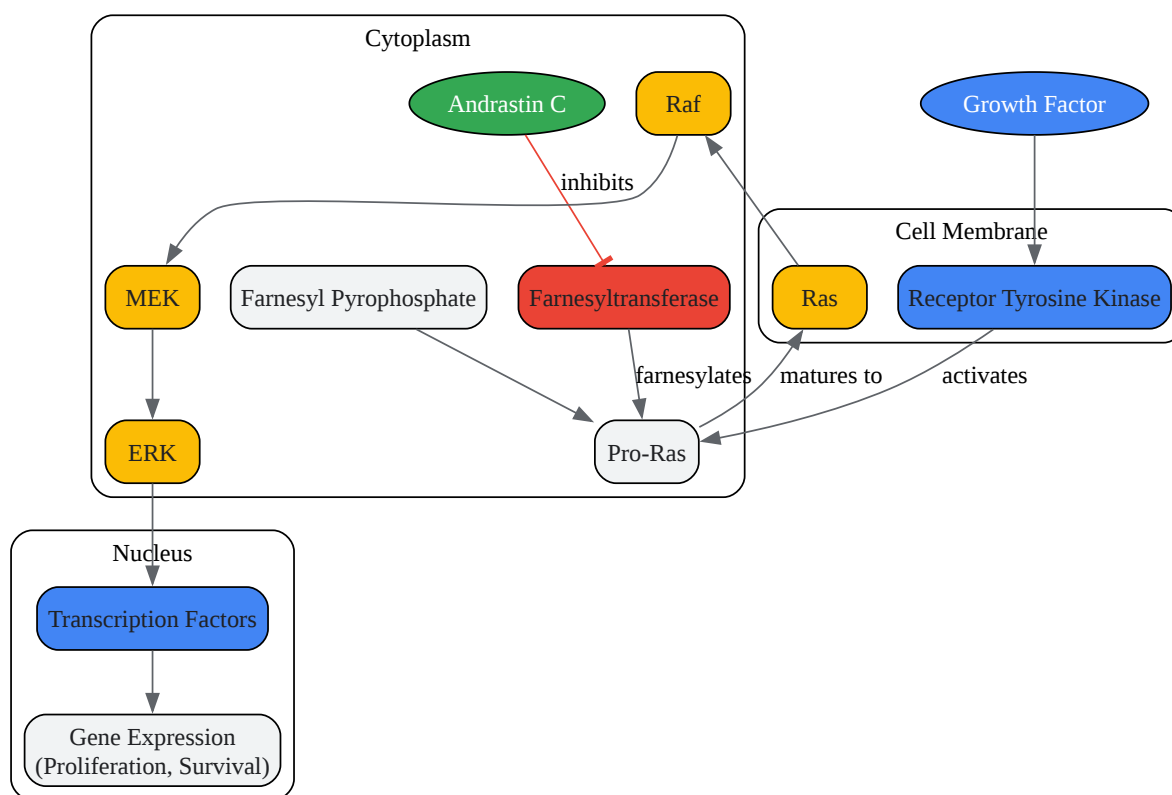 Cytoplasm
Andrastin C
Raf
Growth Factor
inhibits
Cell Membrane
MEK
Farnesyl Pyrophosphate
Farnesyltransferase
Ras
Receptor Tyrosine Kinase
farnesylates
matures to
activates
ERK
Pro-Ras
Nucleus
Transcription Factors
Gene Expression
(Proliferation, Survival)